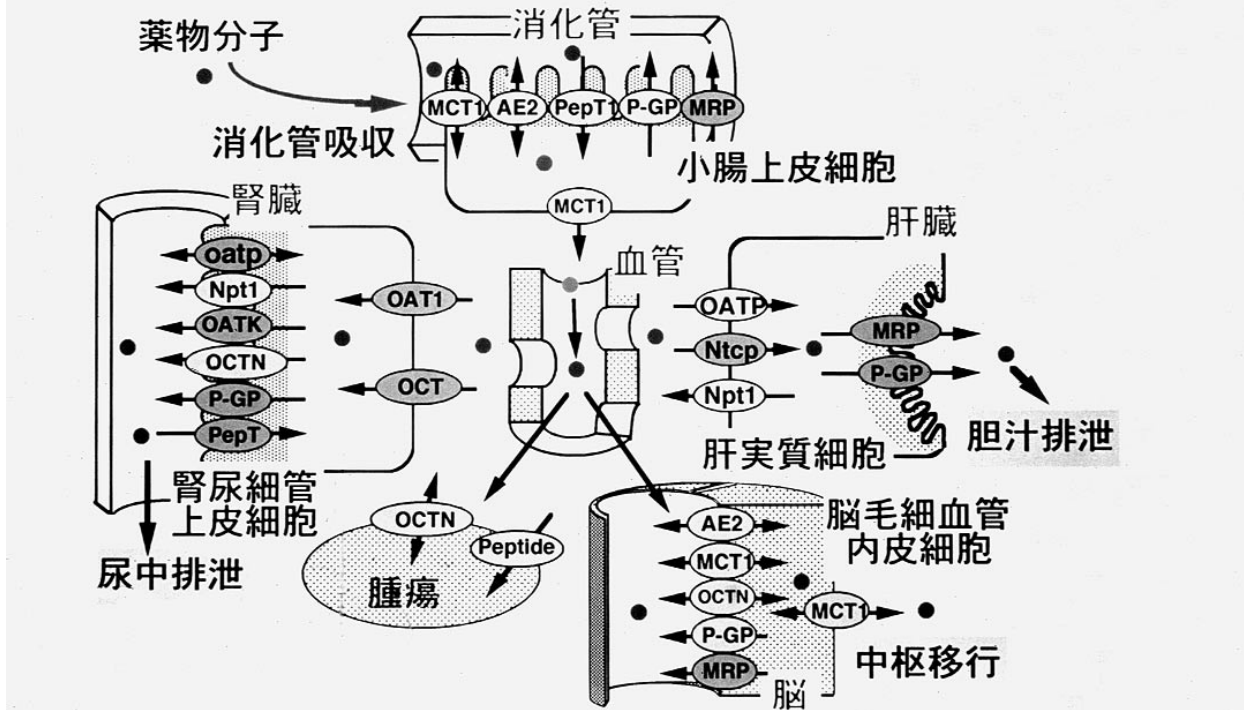 薬物分子
消化管
MCT1
AE2
PepT1
P-GP
MRP
消化管吸収
小腸上皮細胞
MCT1
腎臓
oatp
Npt1
OATK
OCTN
P-GP
PepT
OAT1
OCT
腎尿細管
上皮細胞
尿中排泄
血管
肝臓
OATP
Ntcp
Npt1
MRP
P-GP
肝実質細胞
胆汁排泄
OCTN
Peptide
腫瘍
AE2
MCT1
OCTN
P-GP
MRP
MCT1
脳毛細血管
内皮細胞
中枢移行
脳